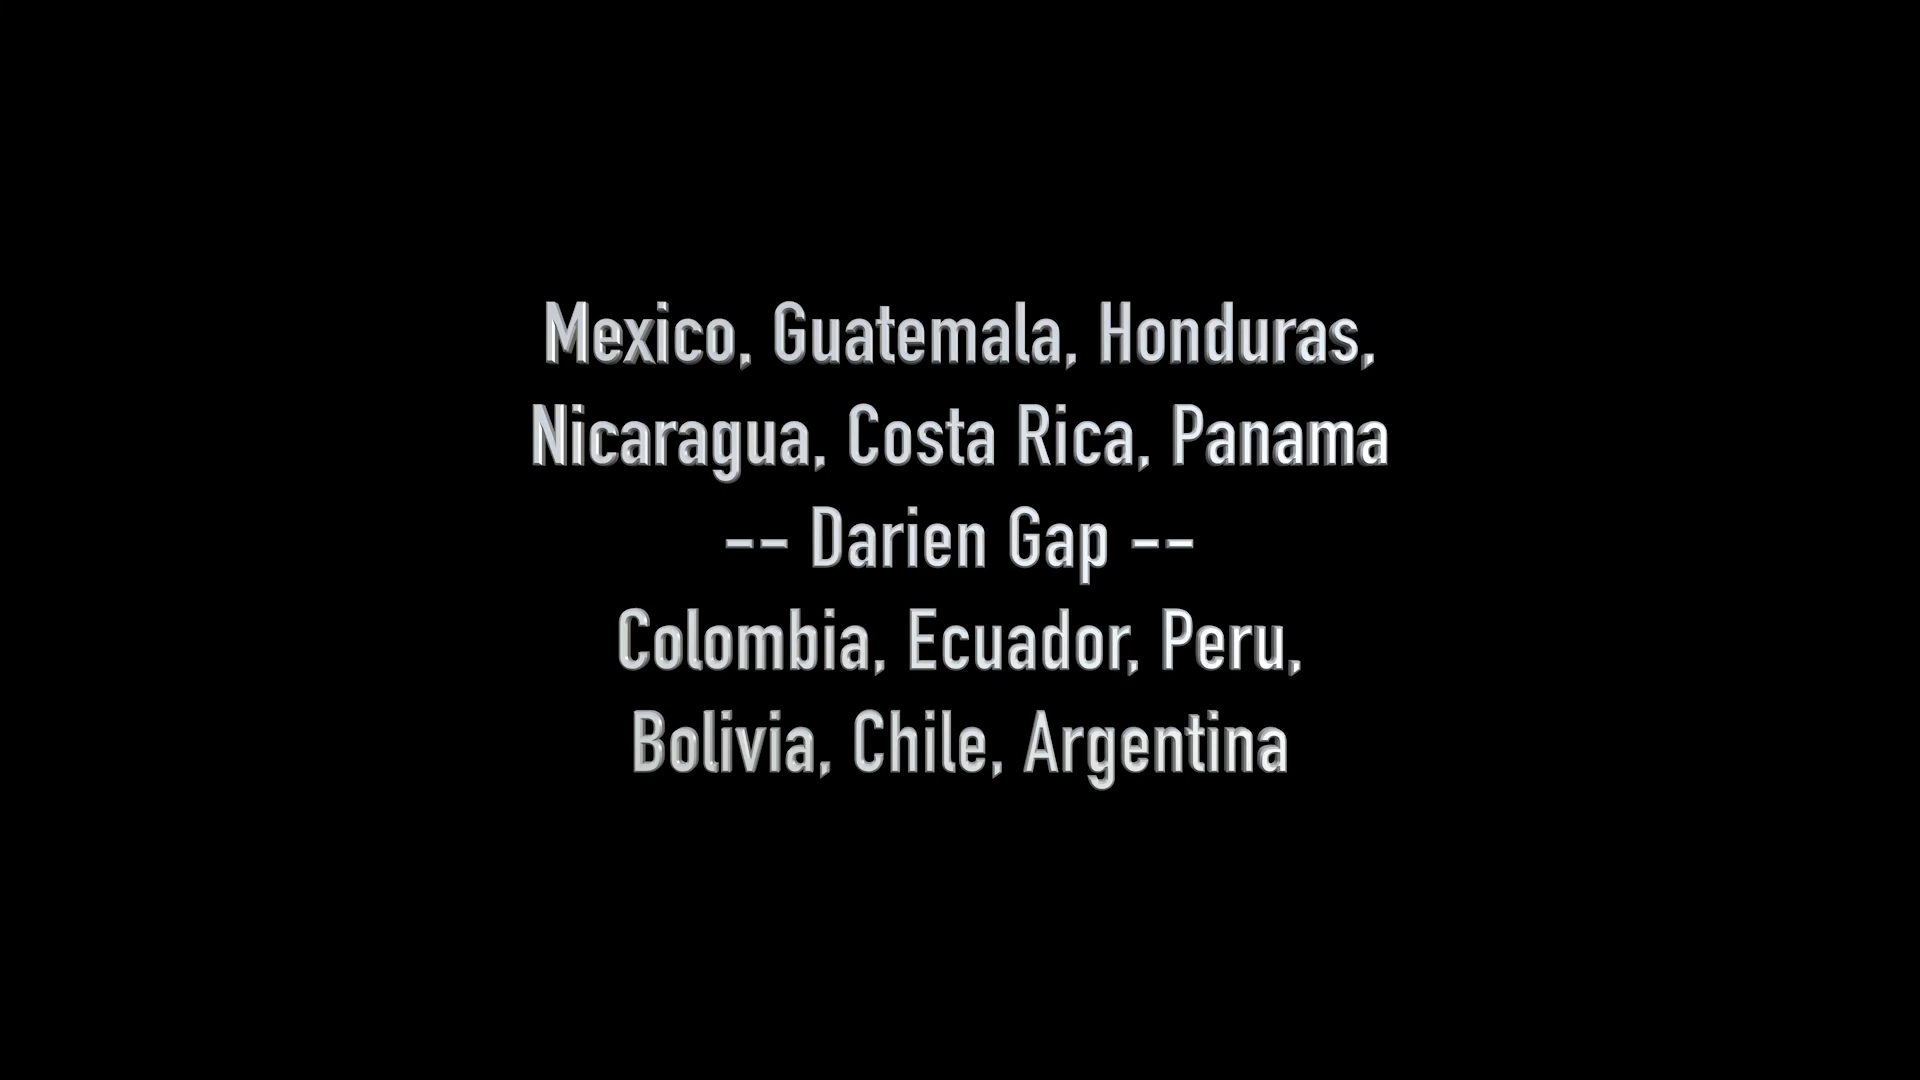 Mexico, Guatemala, Honduras,
Nicaragua, Costa Rica, Panama
-- Darien Gap --
Colombia, Ecuador, Peru,
Bolivia, Chile, Argentina